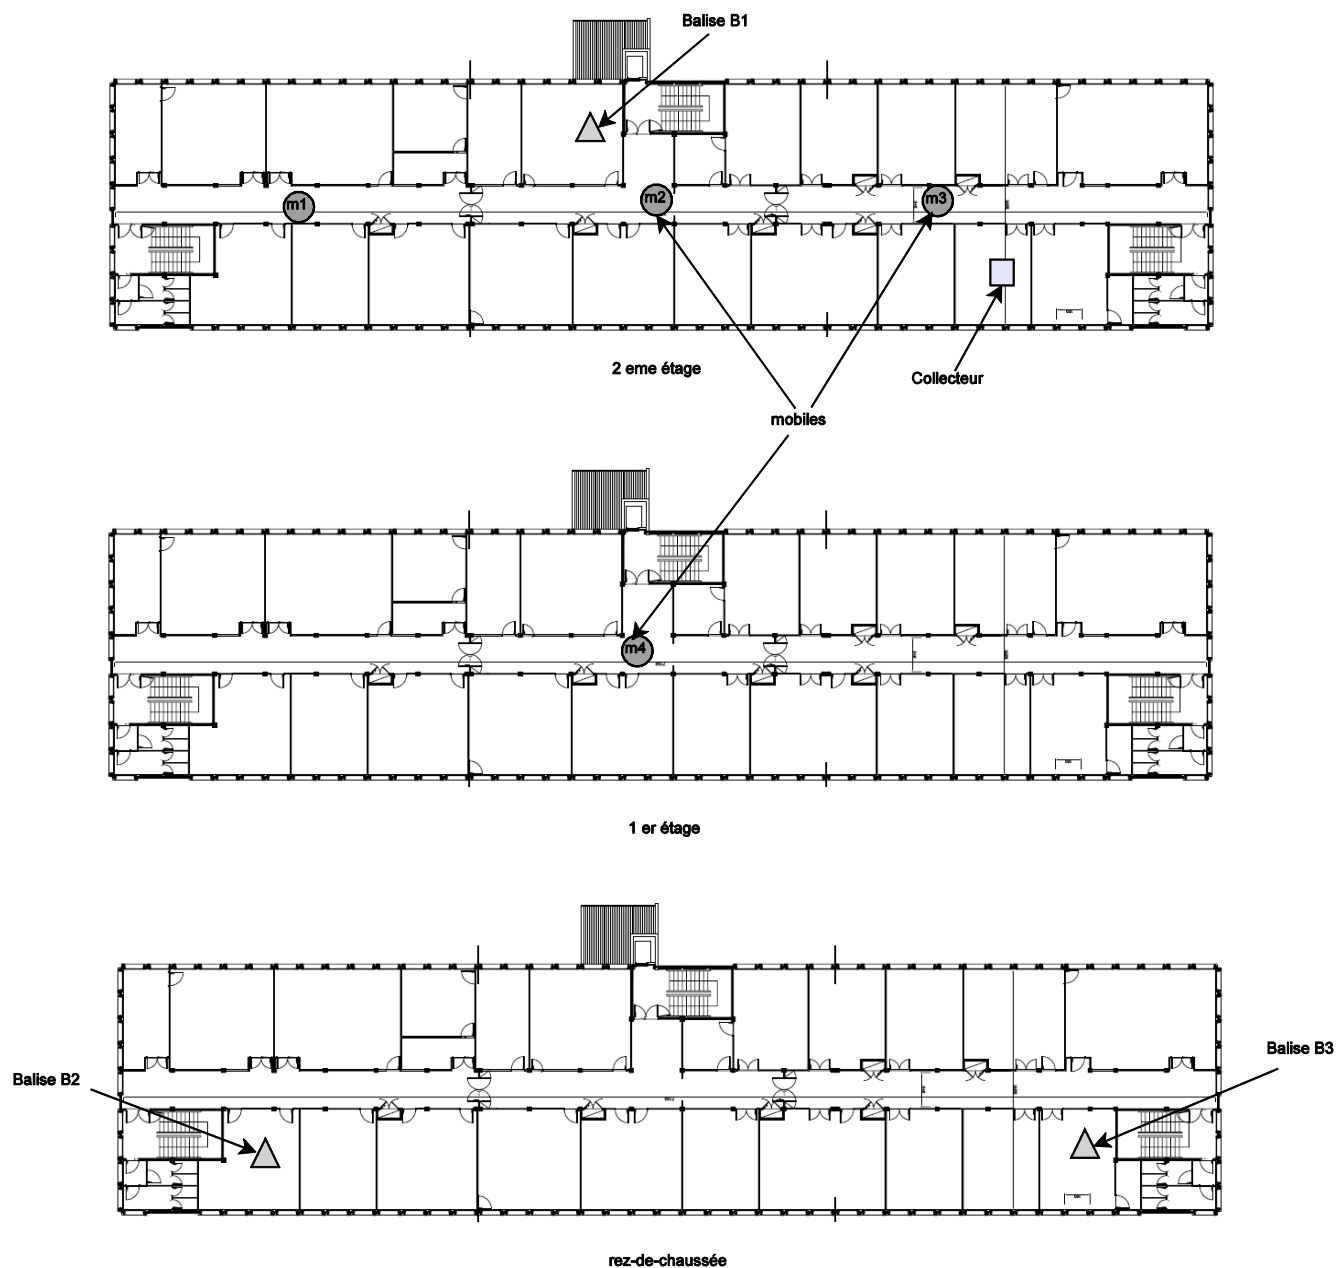 Balise B1
m1
m2
m3
2 eme étage
Collecteur
mobiles
m4
1 er étage
Balise B2
Balise B3
rez-de-chaussée